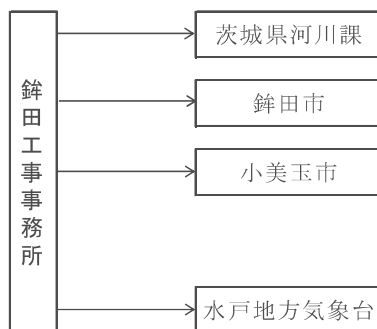 鉾田工事事務所
茨城県河川課
鉾田市
小美玉市
水戸地方気象台